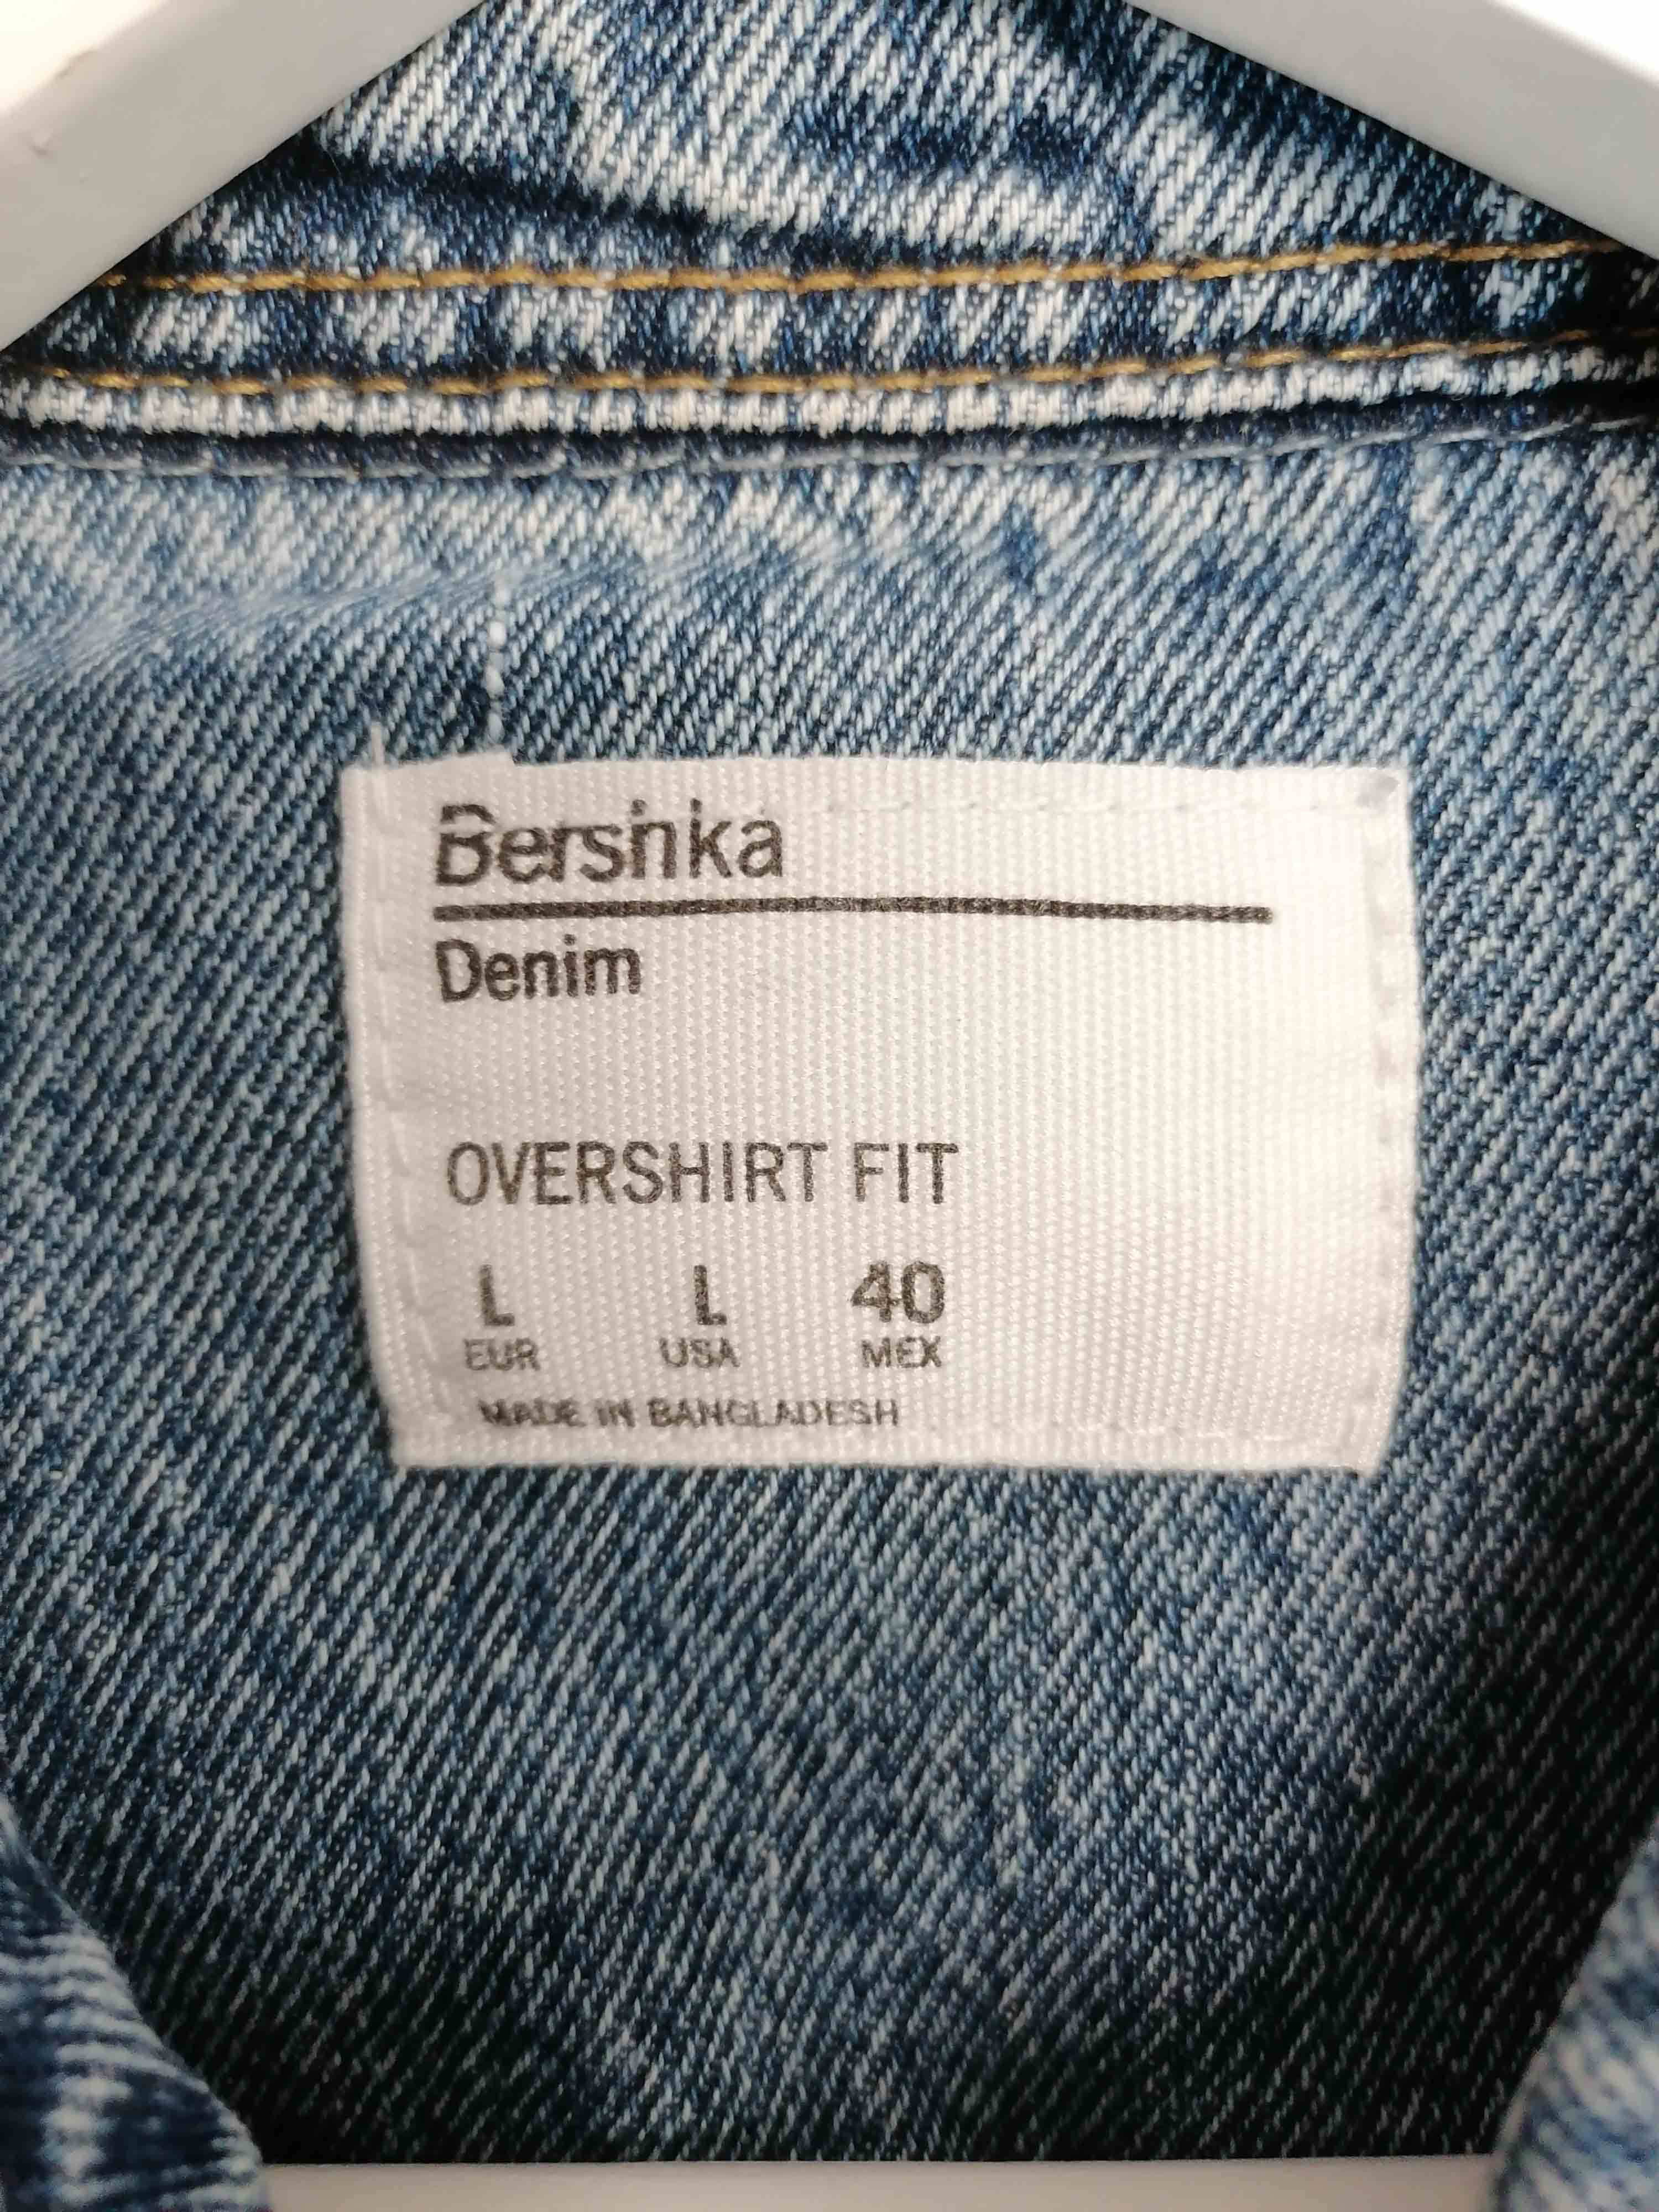 Bershka
Denim
OVERSHIRT FIT
L L 40
EUR USA MEX
MADE IN BANGLADESH